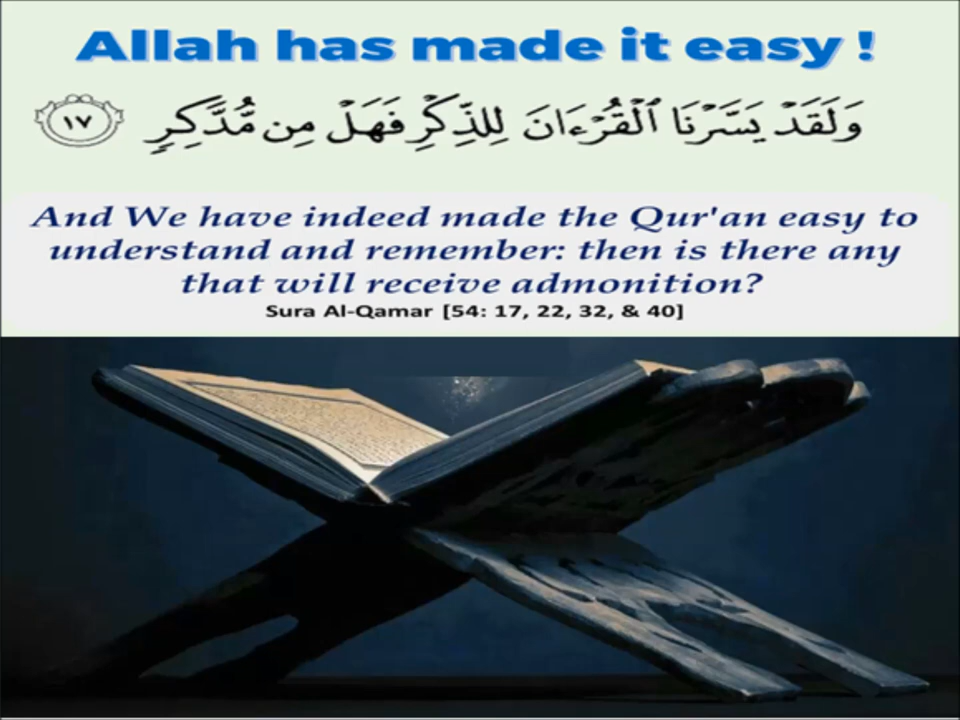 Allah has made it easy !
وَلَقَدْ يَسَّرْنَا ٱلْقُرْءَانَ لِلذِّكْرِ فَهَلْ مِن مُّدَّكِرٍ ١٧
And We have indeed made the Qur'an easy to
understand and remember: then is there any
that will receive admonition?
Sura Al-Qamar [54: 17, 22, 32, & 40]